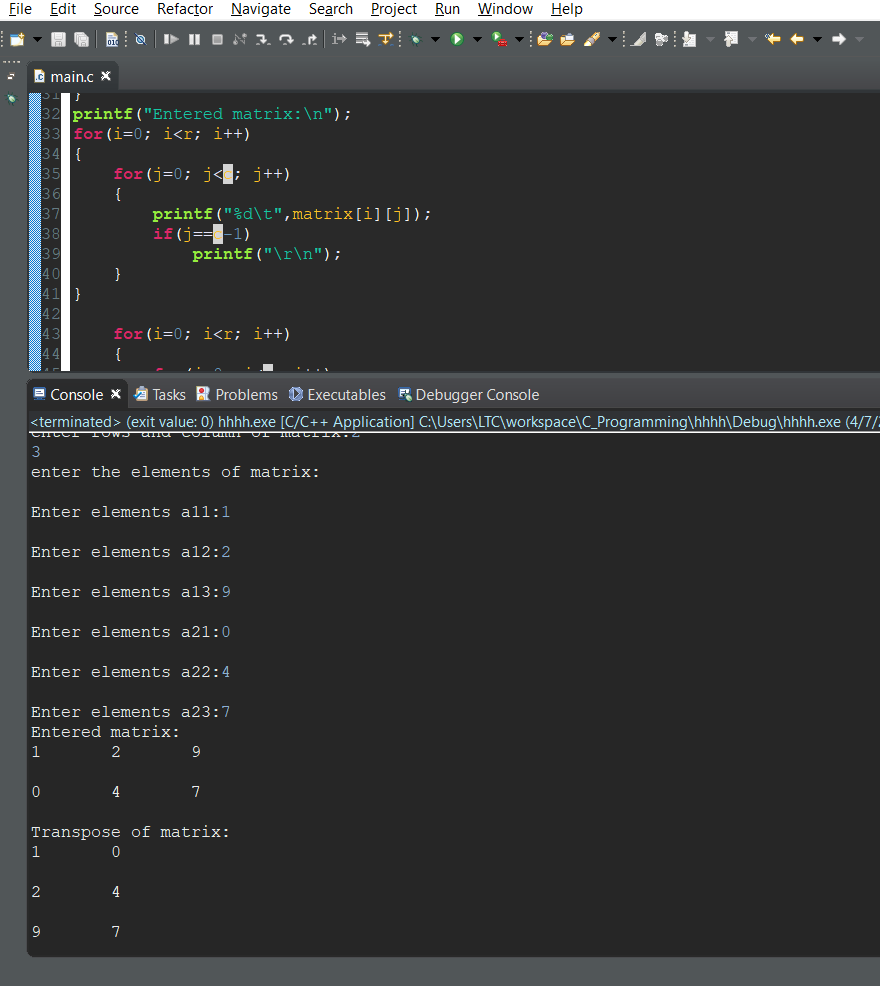 File Edit Source Refactor Navigate Search Project Run Window Help
main.c
31 }
32 printf("Entered matrix:\n");
33 for(i=0; i<r; i++)
34 {
35 for(j=0; j<c; j++)
36 {
37 printf("%d\t",matrix[i][j]);
38 if(j==c-1)
39 printf("\r\n");
40 }
41 }
42
43 for(i=0; i<r; i++)
44 {
Console Tasks Problems Executables Debugger Console
<terminated> (exit value: 0) hhhh.exe [C/C++ Application] C:\Users\LTC\workspace\C_Programming\hhhh\Debug\hhhh.exe (4/7/
enter rows and column of matrix:2
3
enter the elements of matrix:
Enter elements a11:1
Enter elements a12:2
Enter elements a13:9
Enter elements a21:0
Enter elements a22:4
Enter elements a23:7
Entered matrix:
1 2 9
0 4 7
Transpose of matrix:
1 0
2 4
9 7